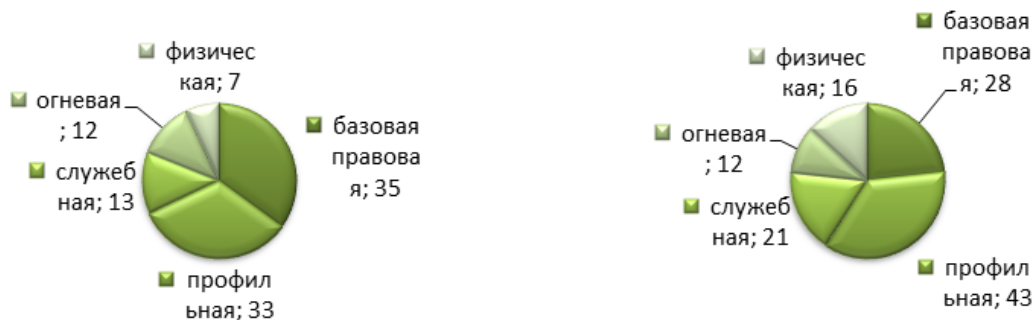 физичес
кая; 7
огневая
; 12
базовая
правова
я; 35
служеб
ная; 13
профил
ьная; 33
базовая
правова
я; 28
физичес
кая; 16
огневая
; 12
служеб
ная; 21
профил
ьная; 43